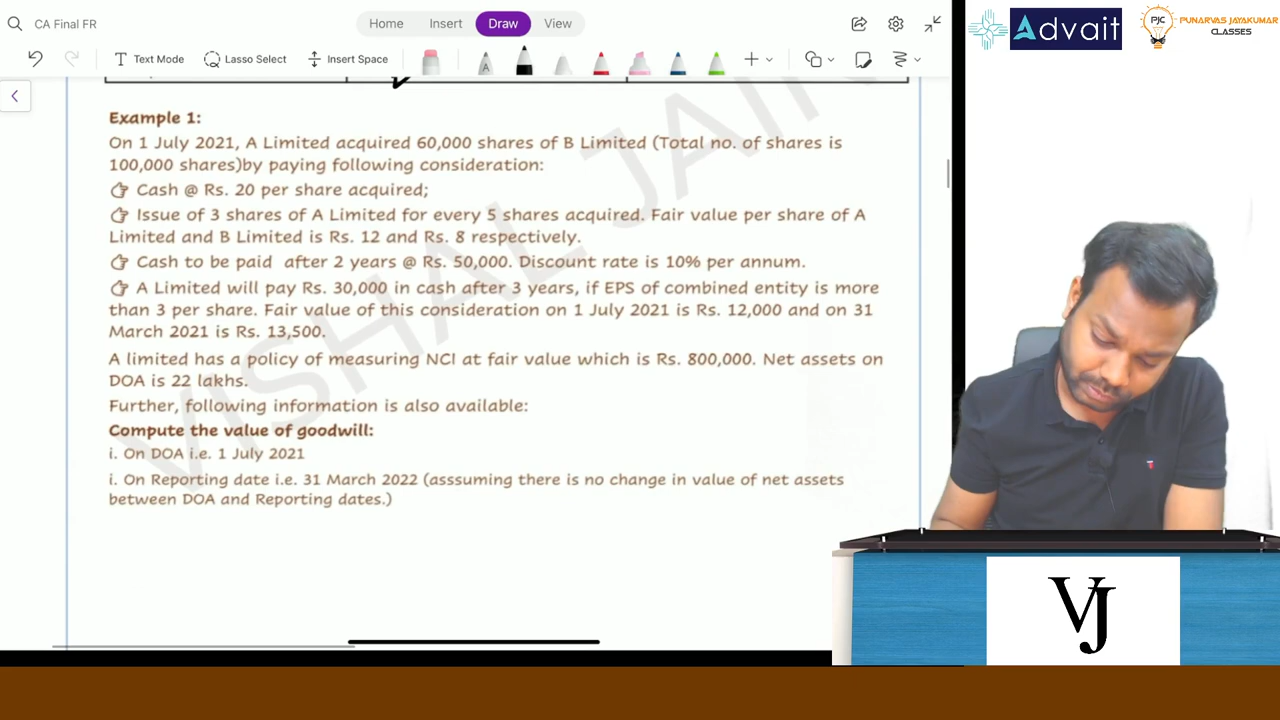 CA Final FR
Home Insert Draw View
Text Mode Lasso Select Insert Space
Advait
PJC PUNARVAS JAYAKUMAR
CLASSES
Example 1:
On 1 July 2021, A Limited acquired 60,000 shares of B Limited (Total no. of shares is
100,000 shares)by paying following consideration:
Cash @ Rs. 20 per share acquired;
Issue of 3 shares of A Limited for every 5 shares acquired. Fair value per share of A
Limited and B Limited is Rs. 12 and Rs. 8 respectively.
Cash to be paid after 2 years @ Rs. 50,000. Discount rate is 10% per annum.
A Limited will pay Rs. 30,000 in cash after 3 years, if EPS of combined entity is more
than 3 per share. Fair value of this consideration on 1 July 2021 is Rs. 12,000 and on 31
March 2021 is Rs. 13,500.
A limited has a policy of measuring NCI at fair value which is Rs. 800,000. Net assets on
DOA is 22 lakhs.
Further, following information is also available:
Compute the value of goodwill:
i. On DOA i.e. 1 July 2021
i. On Reporting date i.e. 31 March 2022 (asssuming there is no change in value of net assets
between DOA and Reporting dates.)
VISHAL JAIN
VJ